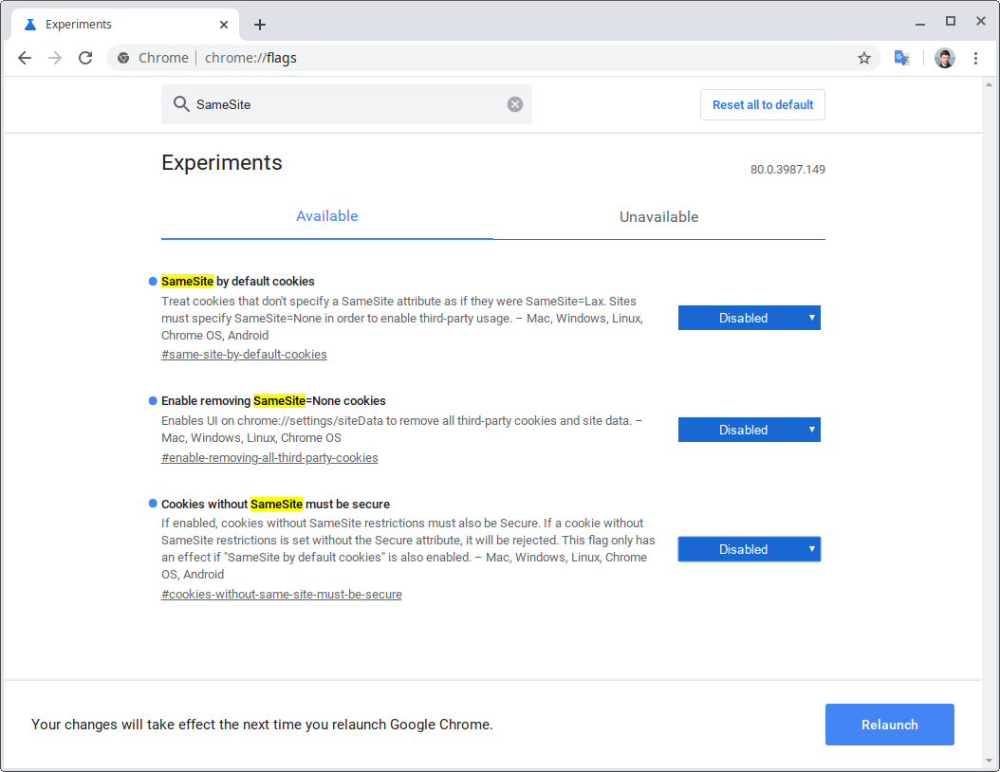 Experiments
Chrome | chrome://flags
SameSite
Reset all to default
Experiments
80.0.3987.149
Available
Unavailable
SameSite by default cookies
Treat cookies that don't specify a SameSite attribute as if they were SameSite=Lax. Sites
must specify SameSite=None in order to enable third-party usage. – Mac, Windows, Linux,
Chrome OS, Android
#same-site-by-default-cookies
Disabled
Enable removing SameSite=None cookies
Enables UI on chrome://settings/siteData to remove all third-party cookies and site data. –
Mac, Windows, Linux, Chrome OS
#enable-removing-all-third-party-cookies
Disabled
Cookies without SameSite must be secure
If enabled, cookies without SameSite restrictions must also be Secure. If a cookie without
SameSite restrictions is set without the Secure attribute, it will be rejected. This flag only has
an effect if "SameSite by default cookies" is also enabled. – Mac, Windows, Linux, Chrome
OS, Android
#cookies-without-same-site-must-be-secure
Disabled
Your changes will take effect the next time you relaunch Google Chrome.
Relaunch